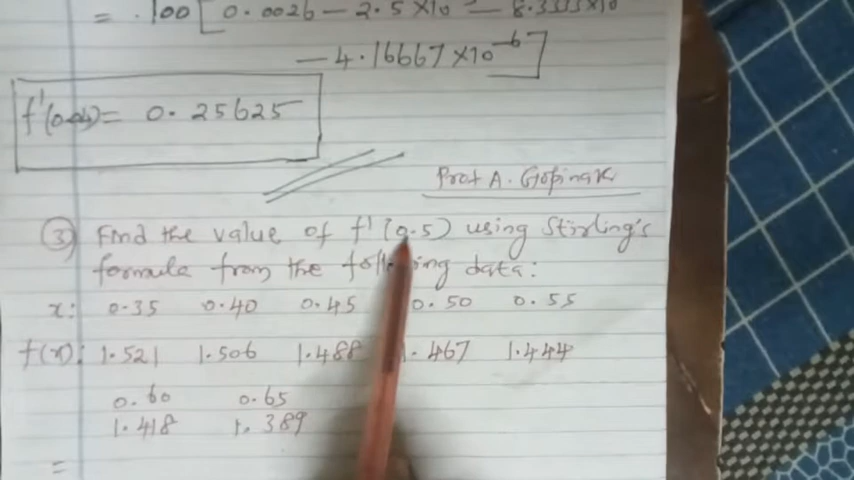 = .100 [ 0.0026 - 2.5 × 10 - 8.3333 × 10
- 4.16667 × 10⁻⁶ ]
f'(0.04) = 0.25625
Prof A. Gopinath
③ Find the value of f'(0.5) using Stirling's
formula from the following data:
x: 0.35 0.40 0.45 0.50 0.55
f(x): 1.521 1.506 1.488 1.467 1.444
0.60 0.65
1.418 1.389
=